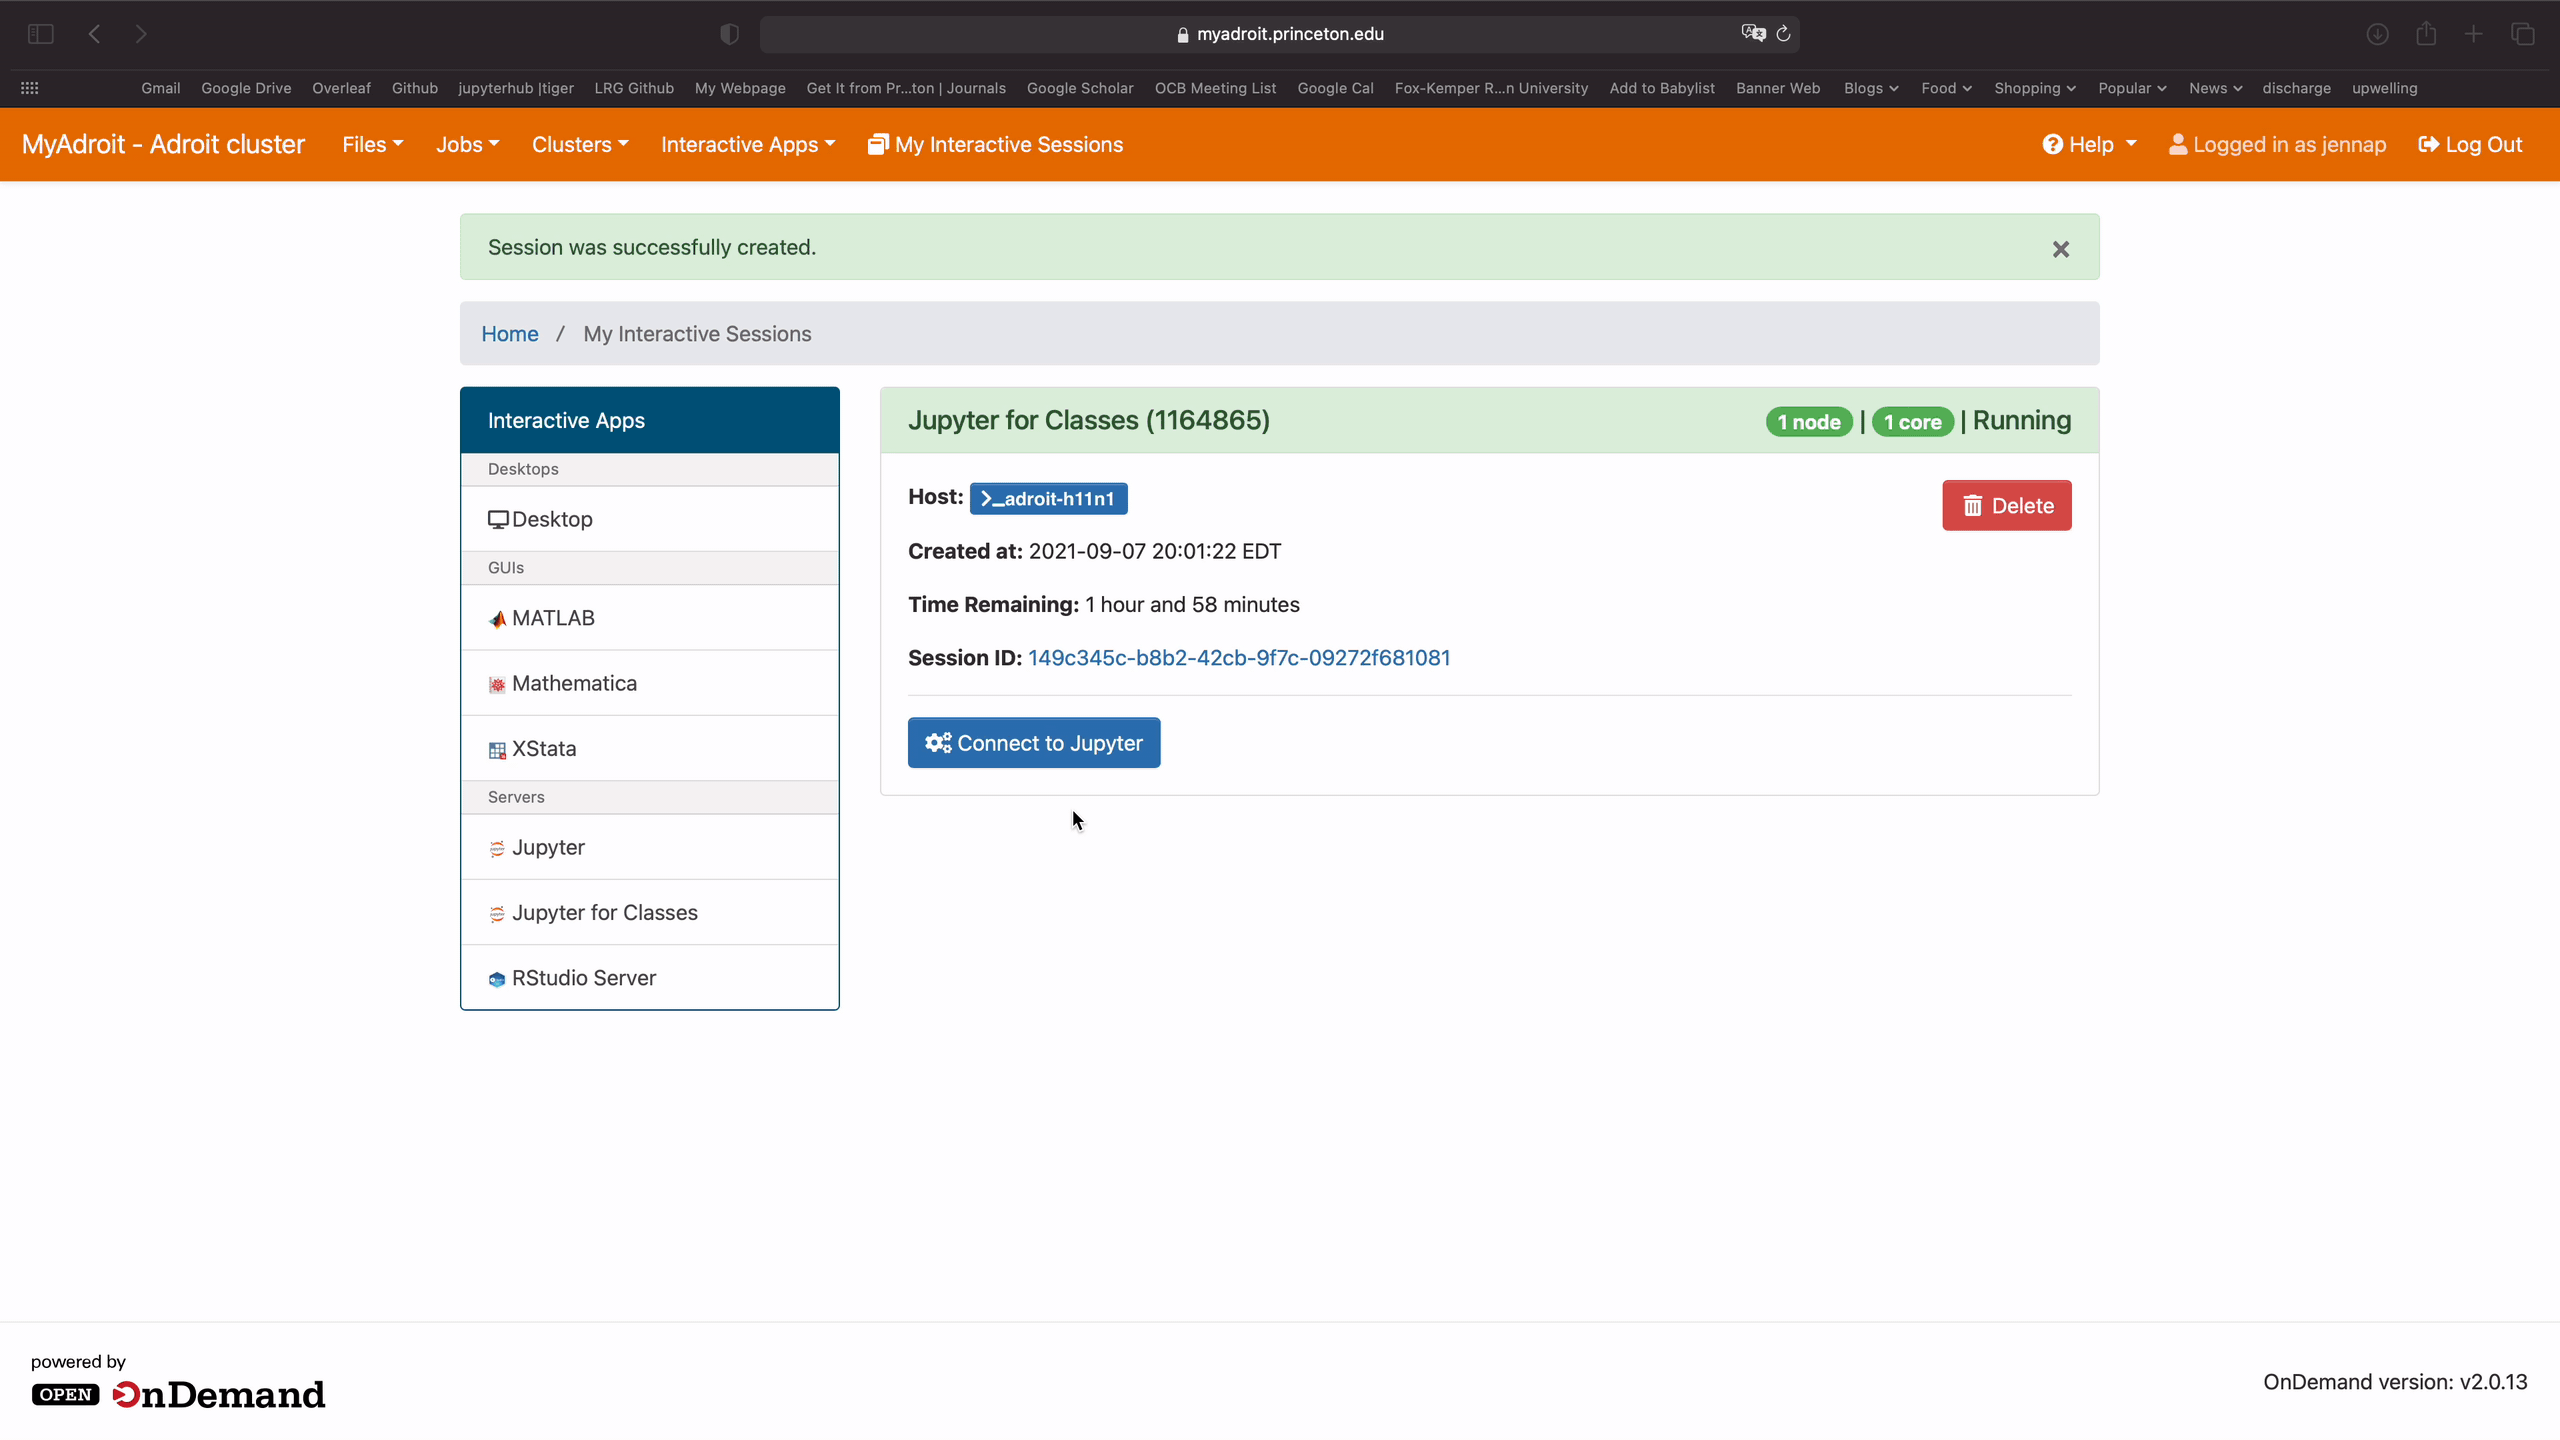 myadroit.princeton.edu
Gmail Google Drive Overleaf Github jupyterhub |tiger LRG Github My Webpage Get It from Pr...ton | Journals Google Scholar OCB Meeting List Google Cal Fox-Kemper R...n University Add to Babylist Banner Web Blogs Food Shopping Popular News discharge upwelling
MyAdroit - Adroit cluster Files Jobs Clusters Interactive Apps My Interactive Sessions Help Logged in as jennap Log Out
Session was successfully created.
Home / My Interactive Sessions
Interactive Apps
Desktops
Desktop
GUIs
MATLAB
Mathematica
XStata
Servers
Jupyter
Jupyter for Classes
RStudio Server
Jupyter for Classes (1164865) 1 node | 1 core | Running
Host: >_adroit-h11n1 Delete
Created at: 2021-09-07 20:01:22 EDT
Time Remaining: 1 hour and 58 minutes
Session ID: 149c345c-b8b2-42cb-9f7c-09272f681081
Connect to Jupyter
powered by
OPEN OnDemand
OnDemand version: v2.0.13